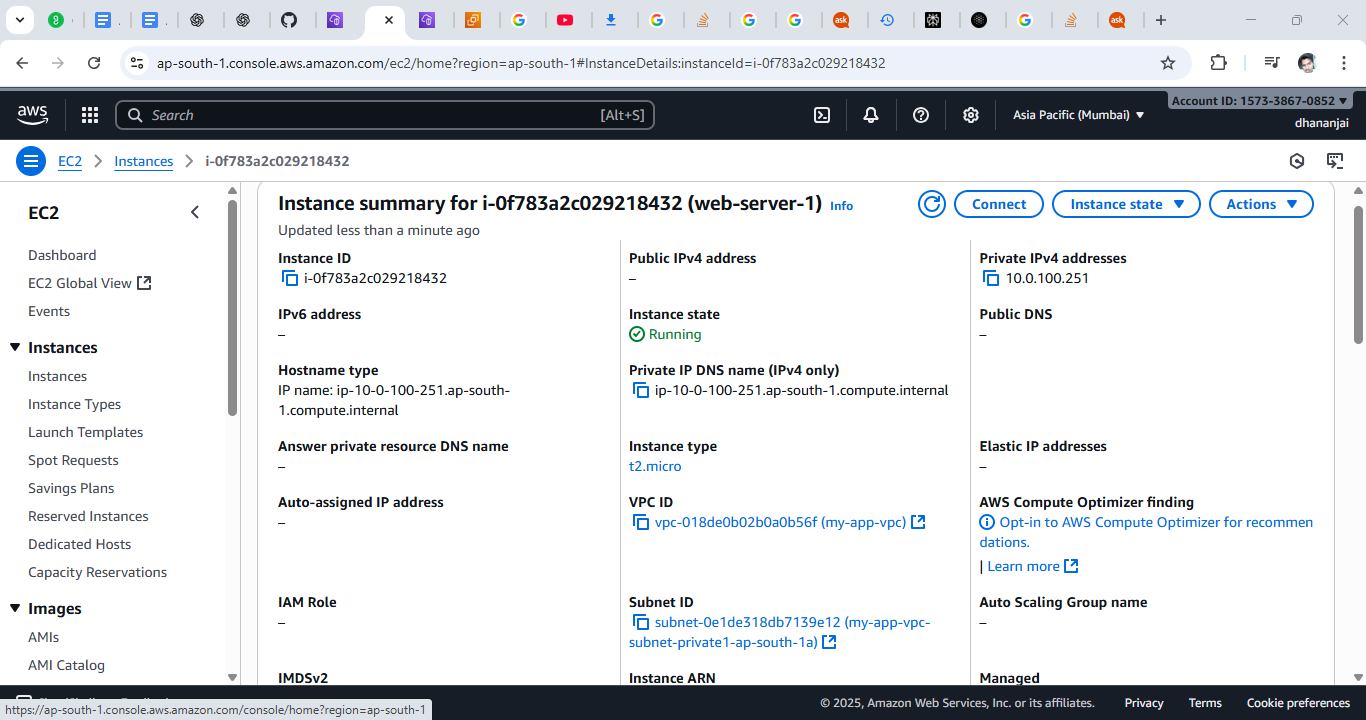 ap-south-1.console.aws.amazon.com/ec2/home?region=ap-south-1#InstanceDetails:instanceId=i-0f783a2c029218432
aws
Search
[Alt+S]
Asia Pacific (Mumbai)
Account ID: 1573-3867-0852
dhananjai
EC2
Instances
i-0f783a2c029218432
EC2
Dashboard
EC2 Global View
Events
Instances
Instances
Instance Types
Launch Templates
Spot Requests
Savings Plans
Reserved Instances
Dedicated Hosts
Capacity Reservations
Images
AMIs
AMI Catalog
Instance summary for i-0f783a2c029218432 (web-server-1) Info
Connect
Instance state
Actions
Updated less than a minute ago
Instance ID
i-0f783a2c029218432
Public IPv4 address
–
Private IPv4 addresses
10.0.100.251
IPv6 address
–
Instance state
Running
Public DNS
–
Hostname type
IP name: ip-10-0-100-251.ap-south-
1.compute.internal
Private IP DNS name (IPv4 only)
ip-10-0-100-251.ap-south-1.compute.internal
Answer private resource DNS name
–
Instance type
t2.micro
Elastic IP addresses
–
Auto-assigned IP address
–
VPC ID
vpc-018de0b02b0a0b56f (my-app-vpc)
AWS Compute Optimizer finding
Opt-in to AWS Compute Optimizer for recommen
dations.
| Learn more
IAM Role
–
Subnet ID
subnet-0e1de318db7139e12 (my-app-vpc-
subnet-private1-ap-south-1a)
Auto Scaling Group name
–
IMDSv2
Instance ARN
Managed
https://ap-south-1.console.aws.amazon.com/console/home?region=ap-south-1
© 2025, Amazon Web Services, Inc. or its affiliates.
Privacy
Terms
Cookie preferences